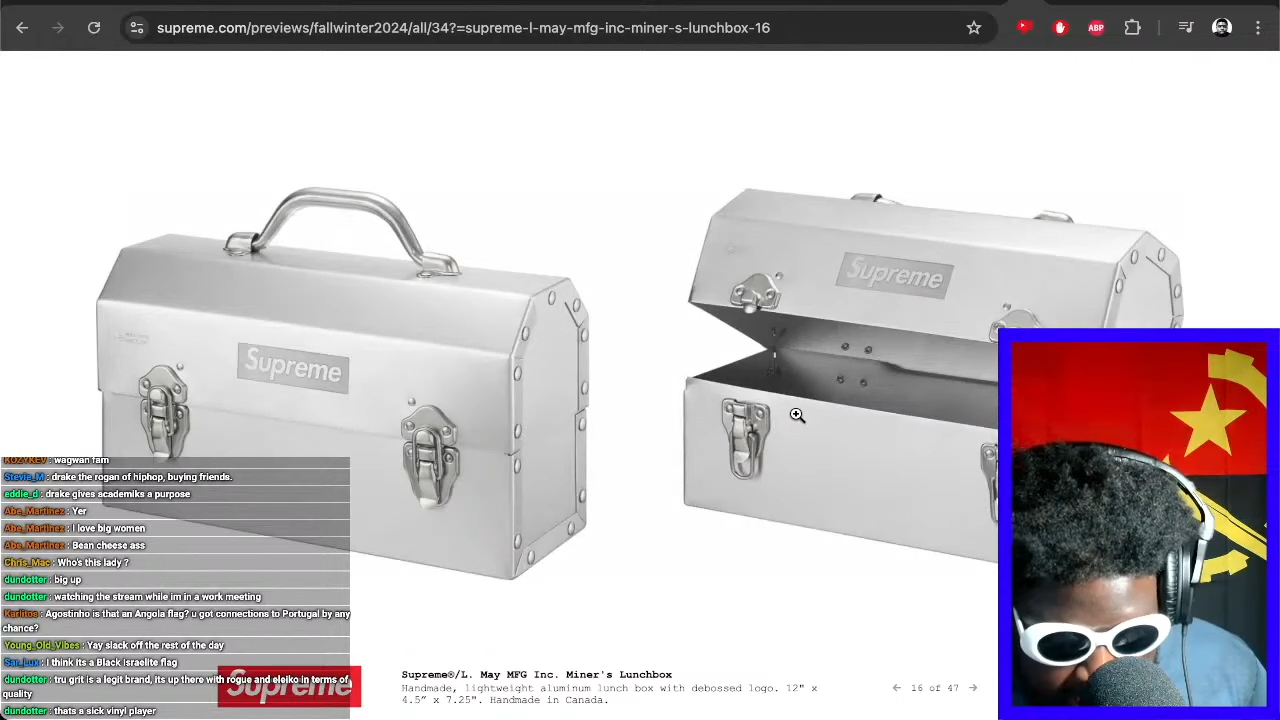 supreme.com/previews/fallwinter2024/all/34?=supreme-l-may-mfg-inc-miner-s-lunchbox-16
ABP
Supreme
Supreme
KOZYKEV: wagwan fam
Stevie_M: drake the rogan of hiphop, buying friends.
eddie_d: drake gives academiks a purpose
Abe_Martinez: Yer
Abe_Martinez: I love big women
Abe_Martinez: Bean cheese ass
Chris_Mac: Who's this lady ?
dundotter: big up
dundotter: watching the stream while im in a work meeting
Karlitos: Agostinho is that an Angola flag? u got connections to Portugal by any
chance?
Young_Old_Vibes: Yay slack off the rest of the day
Sar_Lux: I think its a Black Israelite flag
dundotter: tru grit is a legit brand, its up there with rogue and eleiko in terms of
quality
dundotter: thats a sick vinyl player
Supreme
Supreme®/L. May MFG Inc. Miner's Lunchbox
Handmade, lightweight aluminum lunch box with debossed logo. 12" x
4.5" x 7.25". Handmade in Canada.
← 16 of 47 →